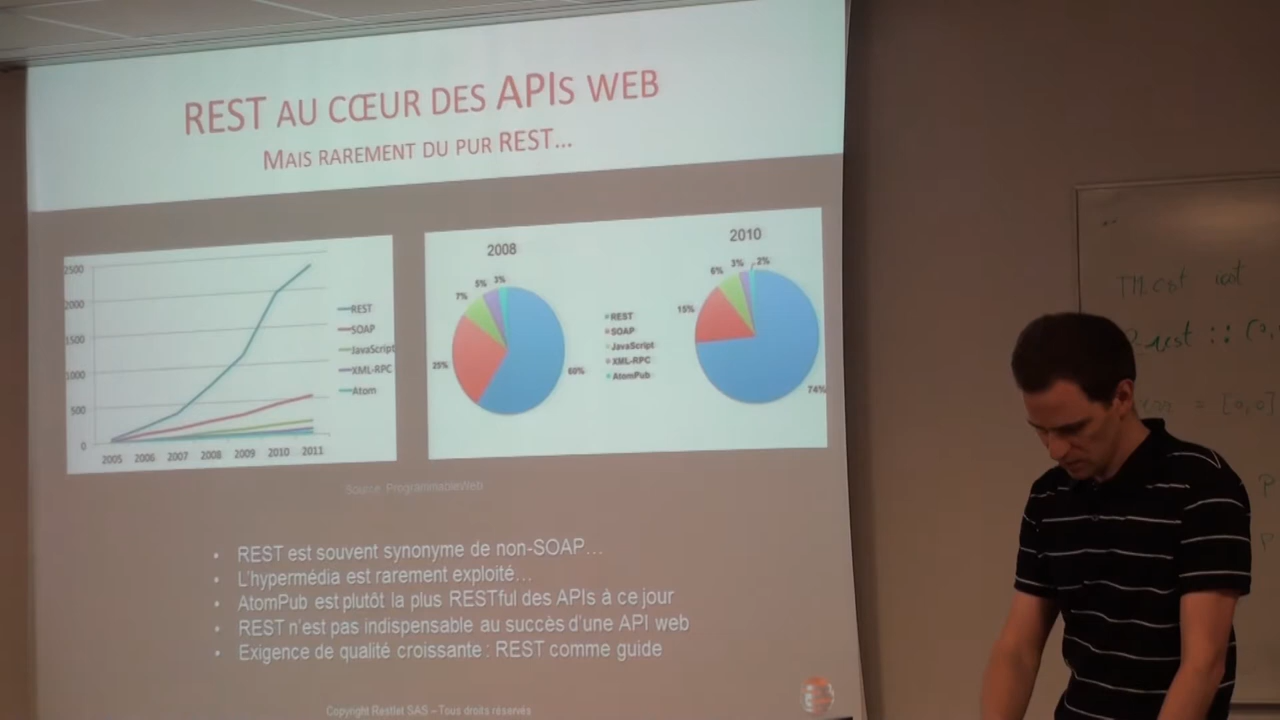 REST AU CŒUR DES APIS WEB
MAIS RAREMENT DU PUR REST...
2500
2000
1500
1000
500
0
2005 2006 2007 2008 2009 2010 2011
REST
SOAP
JavaScript
XML-RPC
Atom
2008
7% 5% 3%
25%
60%
REST
SOAP
JavaScript
XML-RPC
AtomPub
2010
6% 3% 2%
15%
74%
Source: ProgrammableWeb
• REST est souvent synonyme de non-SOAP…
• L'hypermédia est rarement exploité…
• AtomPub est plutôt la plus RESTful des APIs à ce jour
• REST n'est pas indispensable au succès d'une API web
• Exigence de qualité croissante : REST comme guide
Copyright Restlet SAS – Tous droits réservés